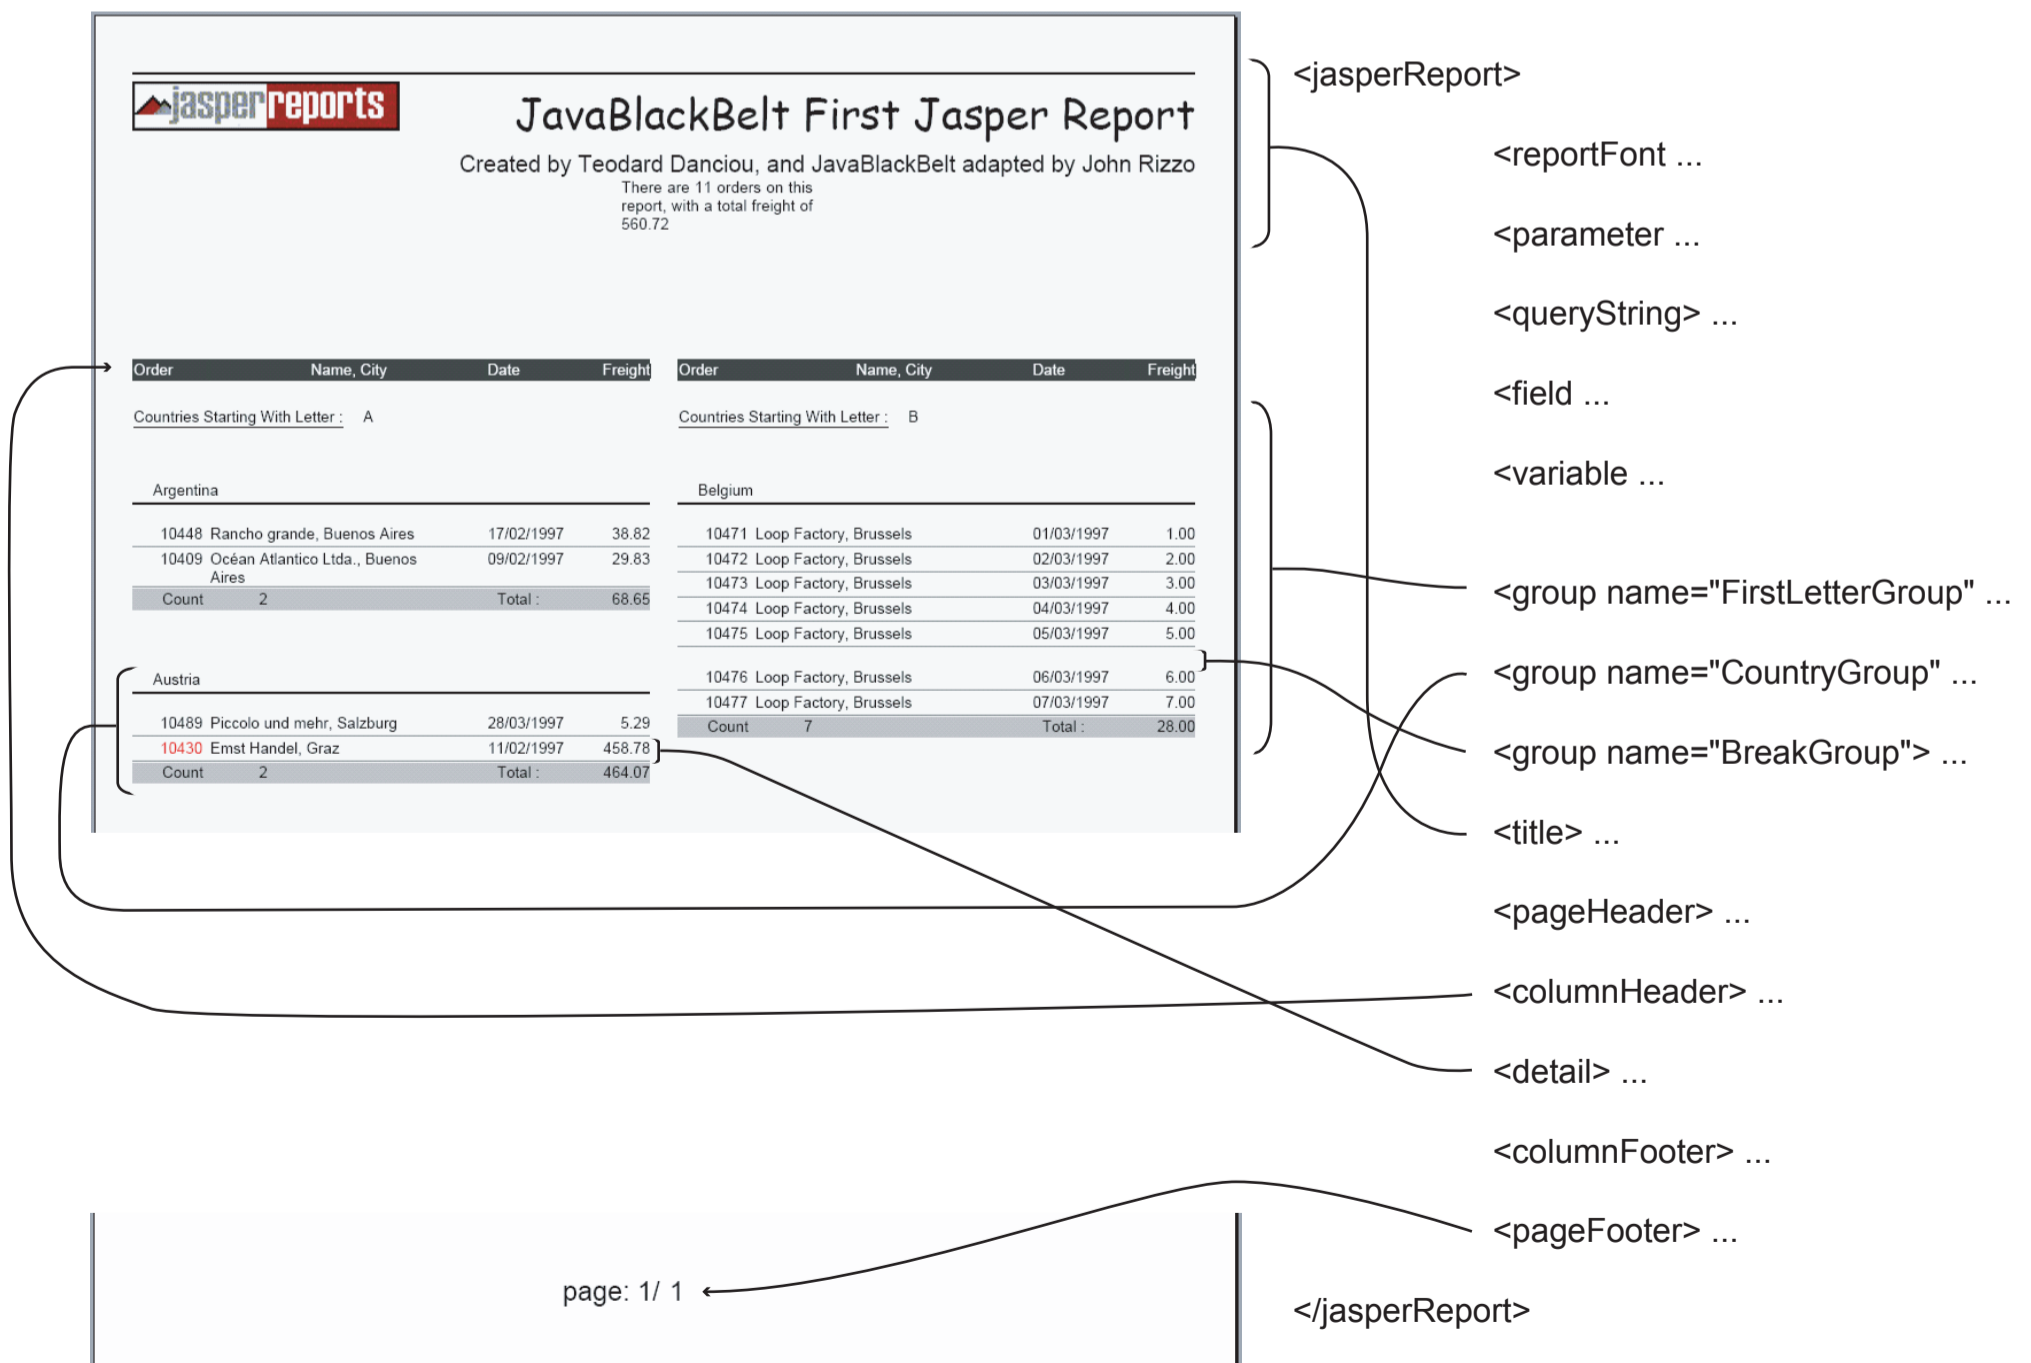 jasperreports
JavaBlackBelt First Jasper Report
Created by Teodard Danciou, and JavaBlackBelt adapted by John Rizzo
There are 11 orders on this
report, with a total freight of
560.72
Order Name, City Date Freight
Countries Starting With Letter : A
Argentina
10448 Rancho grande, Buenos Aires 17/02/1997 38.82
10409 Océan Atlantico Ltda., Buenos 09/02/1997 29.83
Aires
Count 2 Total : 68.65
Austria
10489 Piccolo und mehr, Salzburg 28/03/1997 5.29
10430 Emst Handel, Graz 11/02/1997 458.78
Count 2 Total : 464.07
Order Name, City Date Freight
Countries Starting With Letter : B
Belgium
10471 Loop Factory, Brussels 01/03/1997 1.00
10472 Loop Factory, Brussels 02/03/1997 2.00
10473 Loop Factory, Brussels 03/03/1997 3.00
10474 Loop Factory, Brussels 04/03/1997 4.00
10475 Loop Factory, Brussels 05/03/1997 5.00
10476 Loop Factory, Brussels 06/03/1997 6.00
10477 Loop Factory, Brussels 07/03/1997 7.00
Count 7 Total : 28.00
page: 1/ 1
<jasperReport>
<reportFont ...
<parameter ...
<queryString> ...
<field ...
<variable ...
<group name="FirstLetterGroup" ...
<group name="CountryGroup" ...
<group name="BreakGroup"> ...
<title> ...
<pageHeader> ...
<columnHeader> ...
<detail> ...
<columnFooter> ...
<pageFooter> ...
</jasperReport>